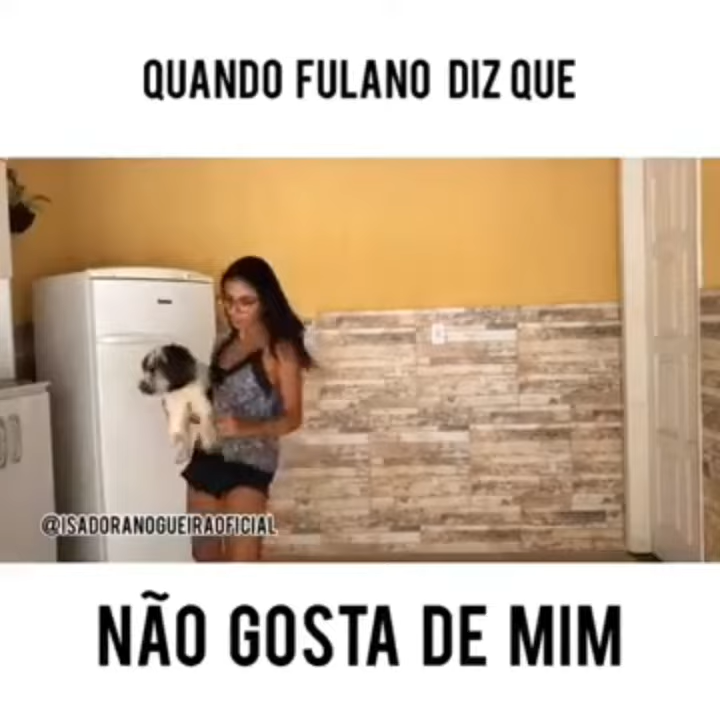 QUANDO FULANO DIZ QUE
@ISADORANOGUEIRAOFICIAL
NÃO GOSTA DE MIM